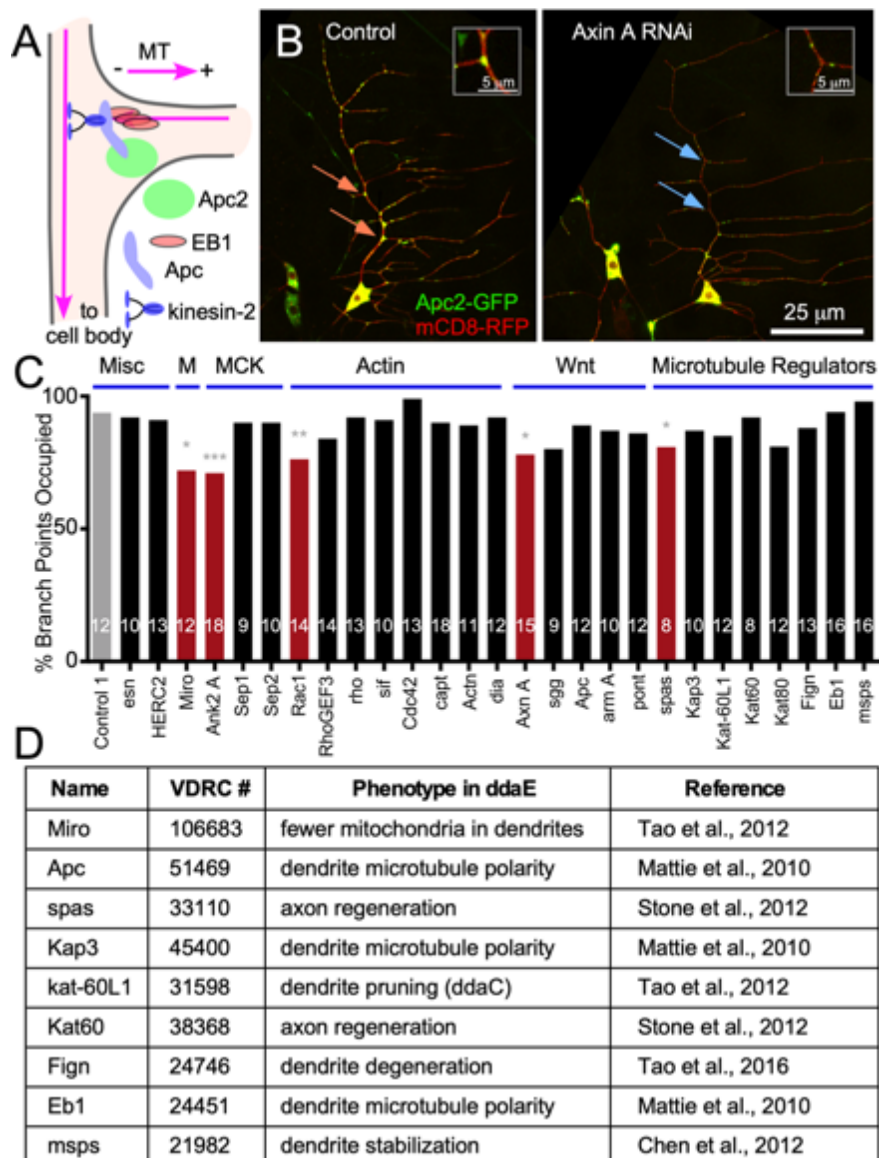 A
MT
- +
Apc2
EB1
Apc
kinesin-2
to
cell body
B
Control
5 µm
Apc2-GFP
mCD8-RFP
Axin A RNAi
5 µm
25 µm
C
Misc M MCK Actin Wnt Microtubule Regulators
% Branch Points Occupied
100
50
0
* *** ** * *
12 10 13 12 18 9 10 14 14 13 10 13 18 11 12 15 9 12 14 12 8 10 12 8 12 13 16 16
Control 1
esn
HERC2
Miro
Ank2 A
Sep1
Sep2
Rac1
RhoGEF3
rho
sif
Cdc42
capt
Actn
dia
Axn A
sgg
Apc
arm A
pont
spas
Kap3
Kat-60L1
Kat60
Kat80
Fign
Eb1
msps
D
Name VDRC # Phenotype in ddaE Reference
Miro 106683 fewer mitochondria in dendrites Tao et al., 2012
Apc 51469 dendrite microtubule polarity Mattie et al., 2010
spas 33110 axon regeneration Stone et al., 2012
Kap3 45400 dendrite microtubule polarity Mattie et al., 2010
kat-60L1 31598 dendrite pruning (ddaC) Tao et al., 2012
Kat60 38368 axon regeneration Stone et al., 2012
Fign 24746 dendrite degeneration Tao et al., 2016
Eb1 24451 dendrite microtubule polarity Mattie et al., 2010
msps 21982 dendrite stabilization Chen et al., 2012